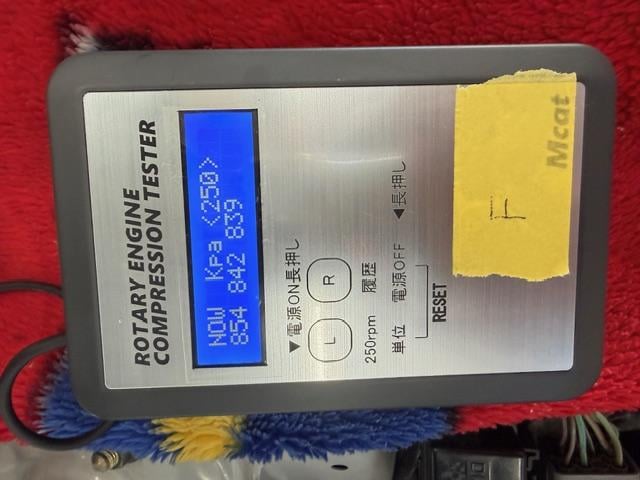 ROTARY ENGINE
COMPRESSION TESTER
NOW Kpa <250>
854 842 839
▼電源ON長押し
L R
250rpm 履歴
単位 電源OFF ◀長押し
RESET
F
Mcat